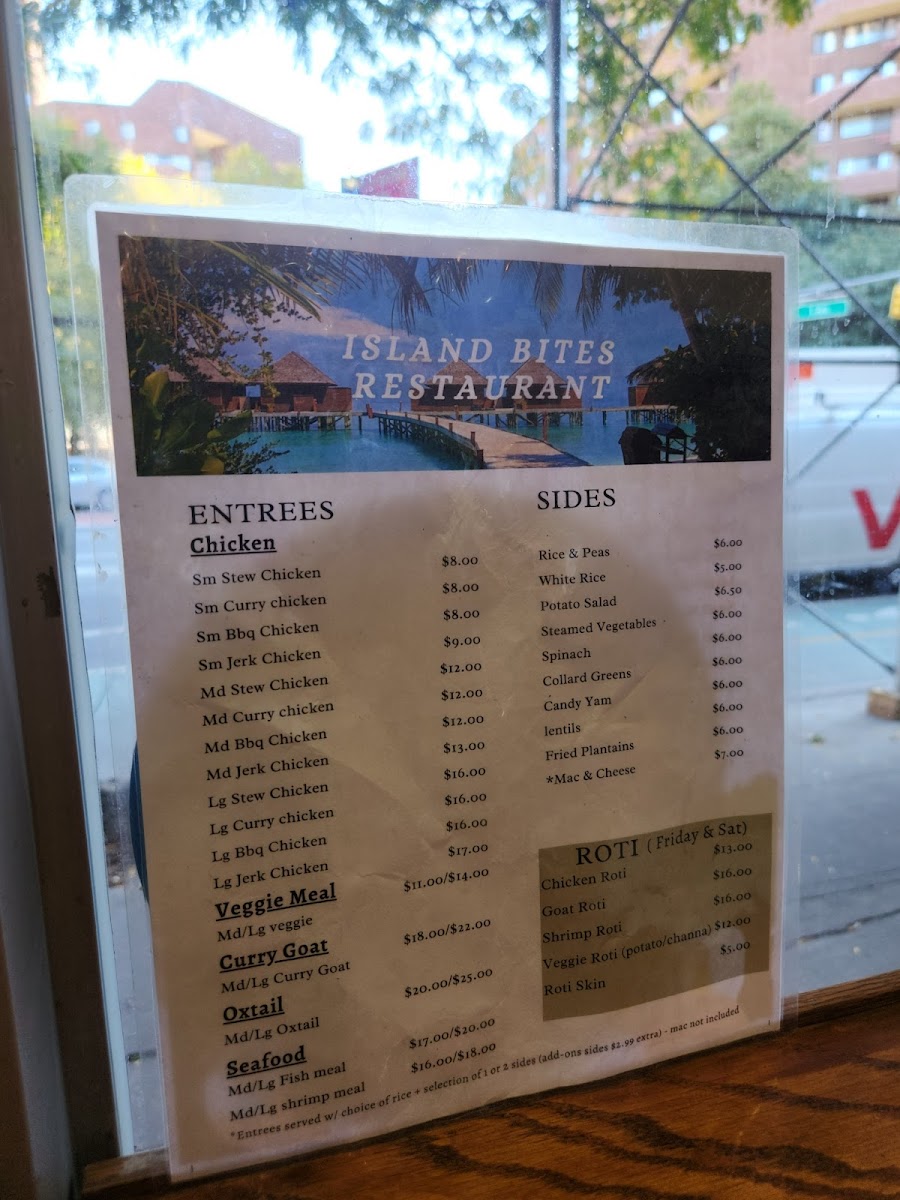 ISLAND BITES
RESTAURANT
ENTREES
Chicken
Sm Stew Chicken $8.00
Sm Curry chicken $8.00
Sm Bbq Chicken $8.00
Sm Jerk Chicken $9.00
Md Stew Chicken $12.00
Md Curry chicken $12.00
Md Bbq Chicken $12.00
Md Jerk Chicken $13.00
Lg Stew Chicken $16.00
Lg Curry chicken $16.00
Lg Bbq Chicken $16.00
Lg Jerk Chicken $17.00
Veggie Meal
Md/Lg veggie $11.00/$14.00
Curry Goat
Md/Lg Curry Goat $18.00/$22.00
Oxtail
Md/Lg Oxtail $20.00/$25.00
Seafood
Md/Lg Fish meal $17.00/$20.00
Md/Lg shrimp meal $16.00/$18.00
SIDES
Rice & Peas $6.00
White Rice $5.00
Potato Salad $6.50
Steamed Vegetables $6.00
Spinach $6.00
Collard Greens $6.00
Candy Yam $6.00
lentils $6.00
Fried Plantains $6.00
*Mac & Cheese $7.00
ROTI (Friday & Sat)
Chicken Roti $13.00
Goat Roti $16.00
Shrimp Roti $16.00
Veggie Roti (potato/channa) $12.00
Roti Skin $5.00
*Entrees served w/ choice of rice + selection of 1 or 2 sides (add-ons sides $2.99 extra) - mac not included